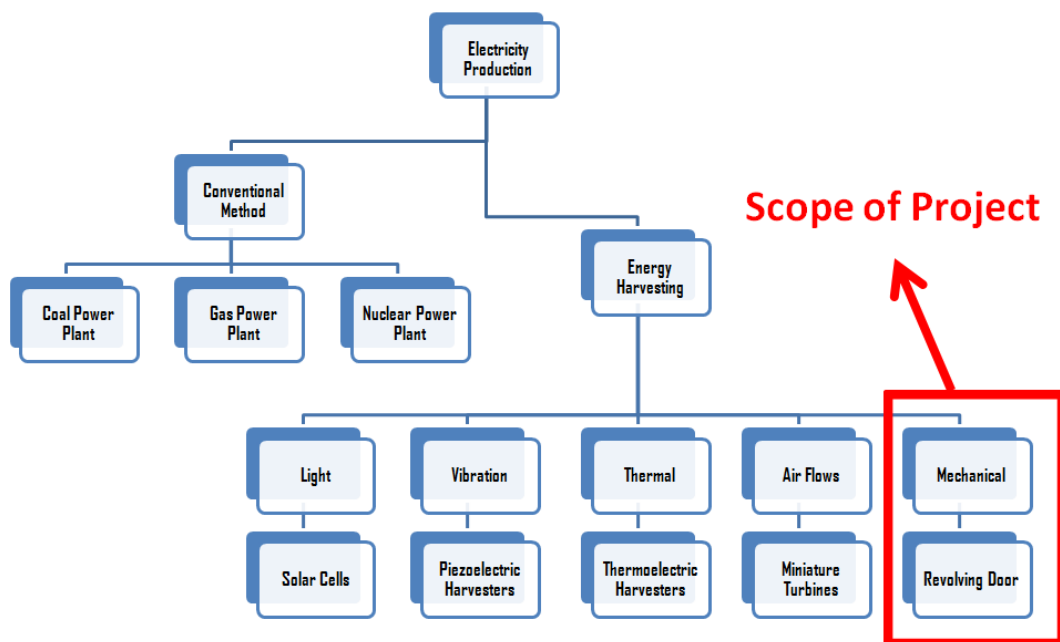 Electricity
Production
Conventional
Method
Scope of Project
Energy
Harvesting
Coal Power
Plant
Gas Power
Plant
Nuclear Power
Plant
Light
Vibration
Thermal
Air Flows
Mechanical
Solar Cells
Piezoelectric
Harvesters
Thermoelectric
Harvesters
Miniature
Turbines
Revolving Door